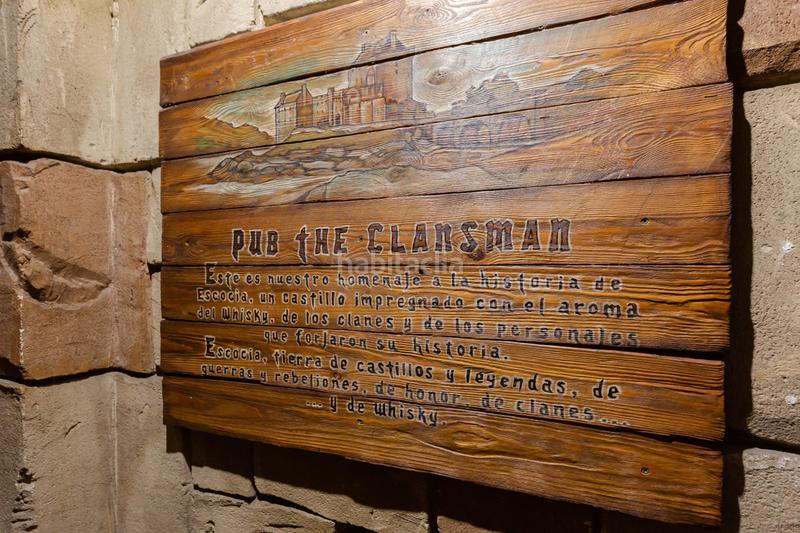 PUB THE CLANSMAN
habitaclia
Este es nuestro homenaje a la historia de
Escocia, un castillo impregnado con el aroma
del whisky, de los clanes y de los personajes
que forjaron su historia.
Escocia, tierra de castillos y legendas, de
guerras y rebeliones, de honor, de clanes...
... y de whisky.